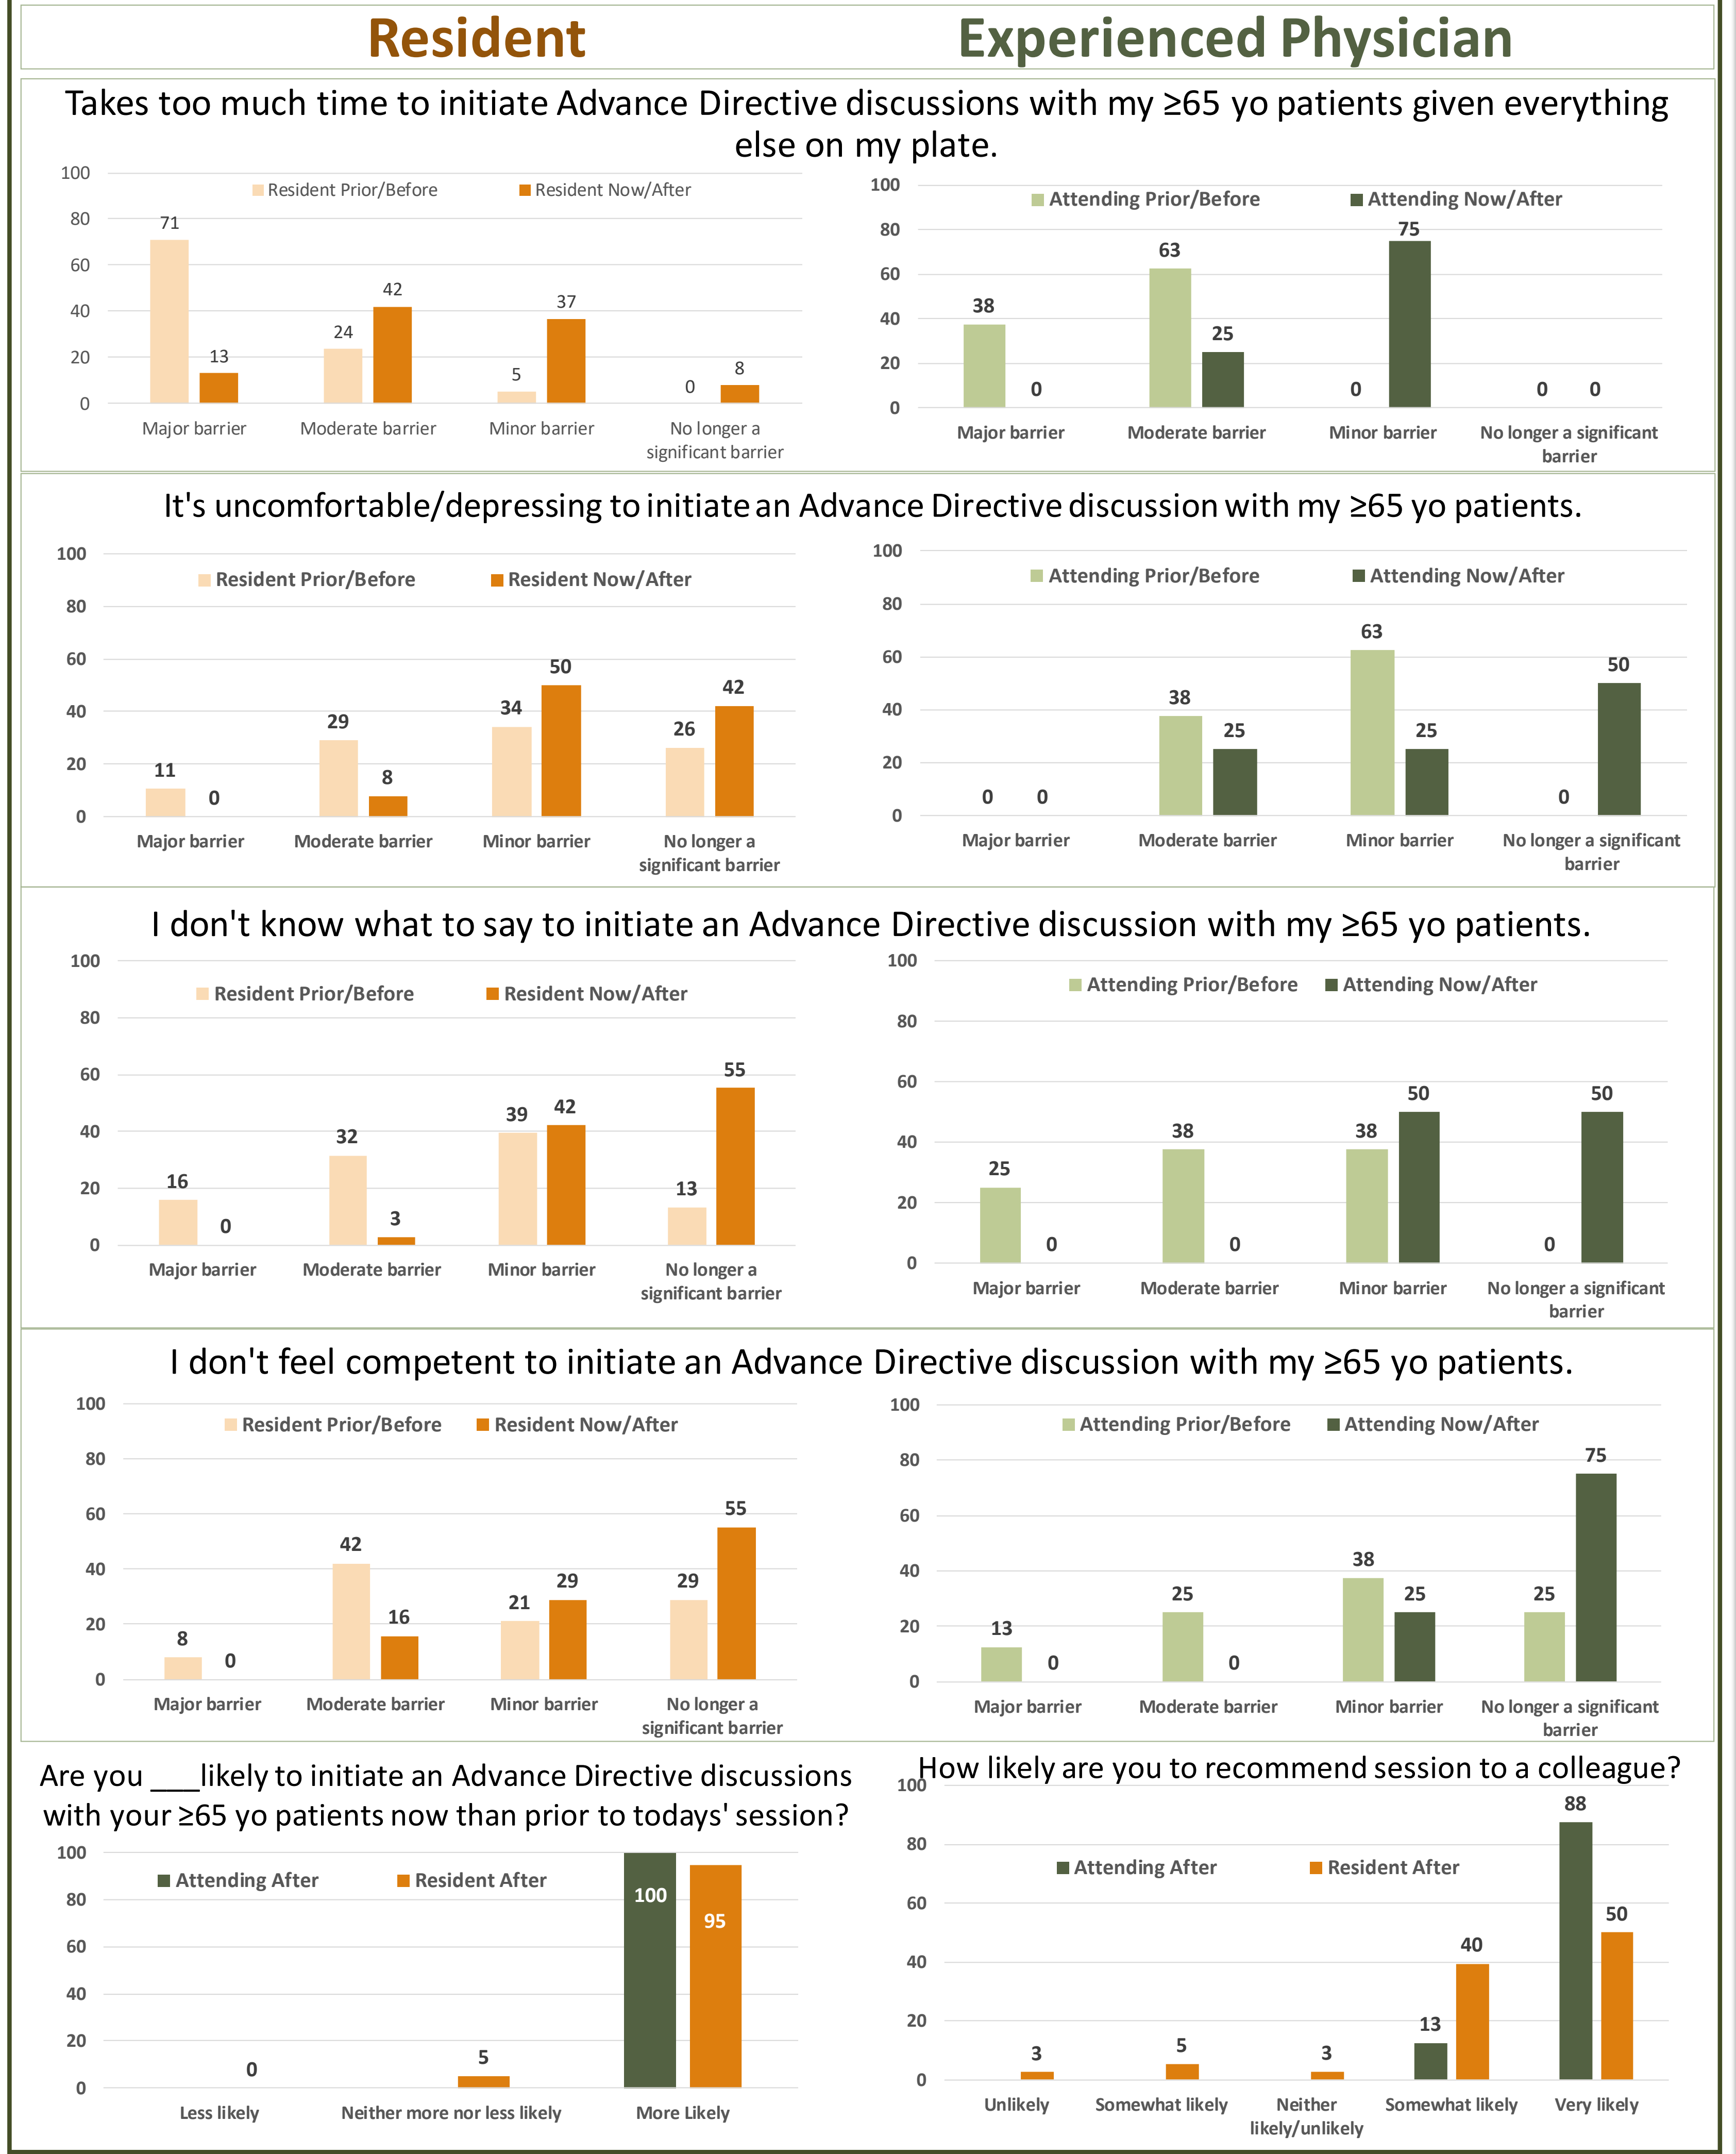 Resident
Experienced Physician
Takes too much time to initiate Advance Directive discussions with my ≥65 yo patients given everything
else on my plate.
100
80
60
40
20
0
Resident Prior/Before
Resident Now/After
71
13
24
42
5
37
0
8
Major barrier
Moderate barrier
Minor barrier
No longer a
significant barrier
100
80
60
40
20
0
Attending Prior/Before
Attending Now/After
38
0
63
25
0
75
0
0
Major barrier
Moderate barrier
Minor barrier
No longer a significant
barrier
It's uncomfortable/depressing to initiate an Advance Directive discussion with my ≥65 yo patients.
100
80
60
40
20
0
Resident Prior/Before
Resident Now/After
11
0
29
8
34
50
26
42
Major barrier
Moderate barrier
Minor barrier
No longer a
significant barrier
100
80
60
40
20
0
Attending Prior/Before
Attending Now/After
0
0
38
25
63
25
0
50
Major barrier
Moderate barrier
Minor barrier
No longer a significant
barrier
I don't know what to say to initiate an Advance Directive discussion with my ≥65 yo patients.
100
80
60
40
20
0
Resident Prior/Before
Resident Now/After
16
0
32
3
39
42
13
55
Major barrier
Moderate barrier
Minor barrier
No longer a
significant barrier
100
80
60
40
20
0
Attending Prior/Before
Attending Now/After
25
0
38
0
38
50
0
50
Major barrier
Moderate barrier
Minor barrier
No longer a significant
barrier
I don't feel competent to initiate an Advance Directive discussion with my ≥65 yo patients.
100
80
60
40
20
0
Resident Prior/Before
Resident Now/After
8
0
42
16
21
29
29
55
Major barrier
Moderate barrier
Minor barrier
No longer a
significant barrier
100
80
60
40
20
0
Attending Prior/Before
Attending Now/After
13
0
25
0
38
25
25
75
Major barrier
Moderate barrier
Minor barrier
No longer a significant
barrier
Are you ___likely to initiate an Advance Directive discussions
with your ≥65 yo patients now than prior to todays' session?
100
80
60
40
20
0
Attending After
Resident After
0
5
100
95
Less likely
Neither more nor less likely
More Likely
How likely are you to recommend session to a colleague?
100
80
60
40
20
0
Attending After
Resident After
3
5
3
13
40
88
50
Unlikely
Somewhat likely
Neither
likely/unlikely
Somewhat likely
Very likely